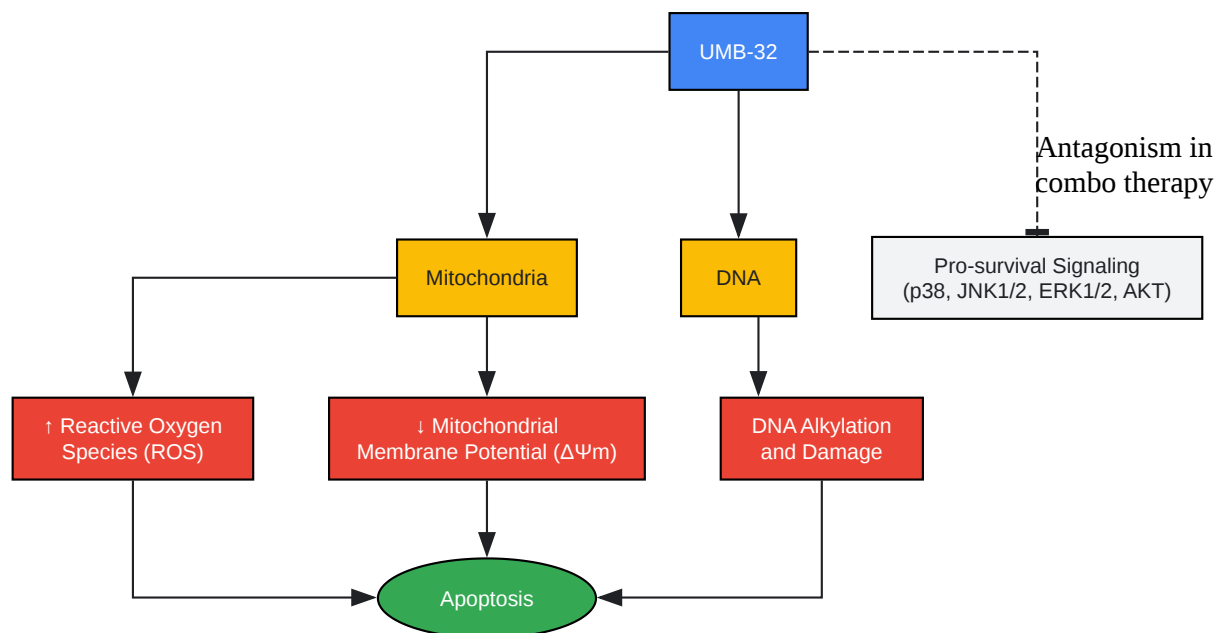 UMB-32
Antagonism in
combo therapy
Mitochondria
DNA
Pro-survival Signaling
(p38, JNK1/2, ERK1/2, AKT)
↑ Reactive Oxygen
Species (ROS)
↓ Mitochondrial
Membrane Potential (ΔΨm)
DNA Alkylation
and Damage
Apoptosis